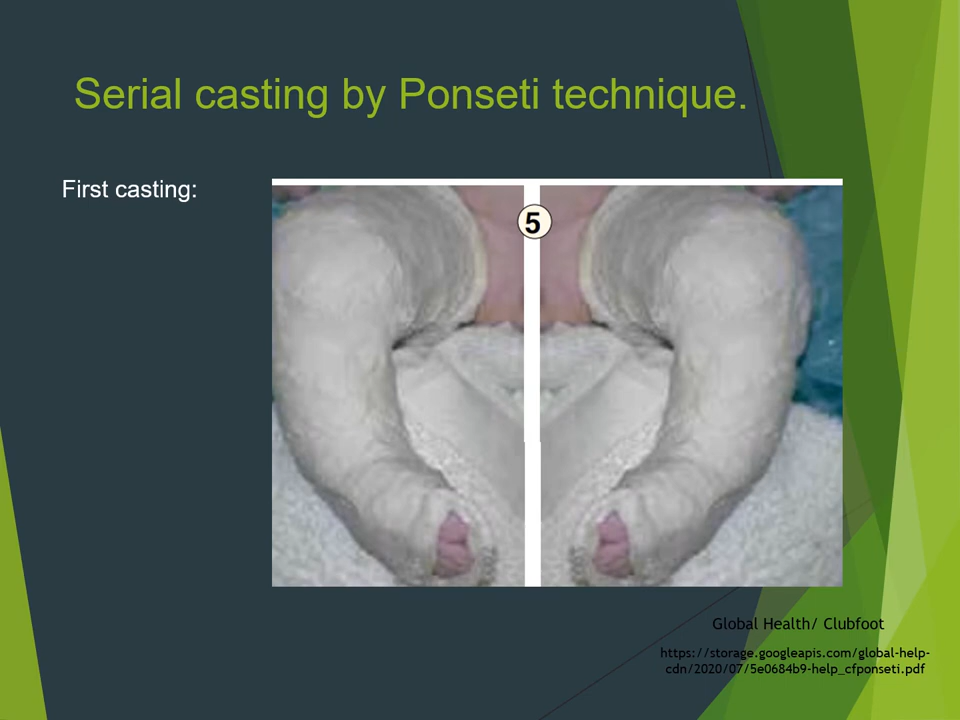 Serial casting by Ponseti technique.
First casting:
5
Global Health/ Clubfoot
https://storage.googleapis.com/global-help-
cdn/2020/07/5e0684b9-help_cfponseti.pdf